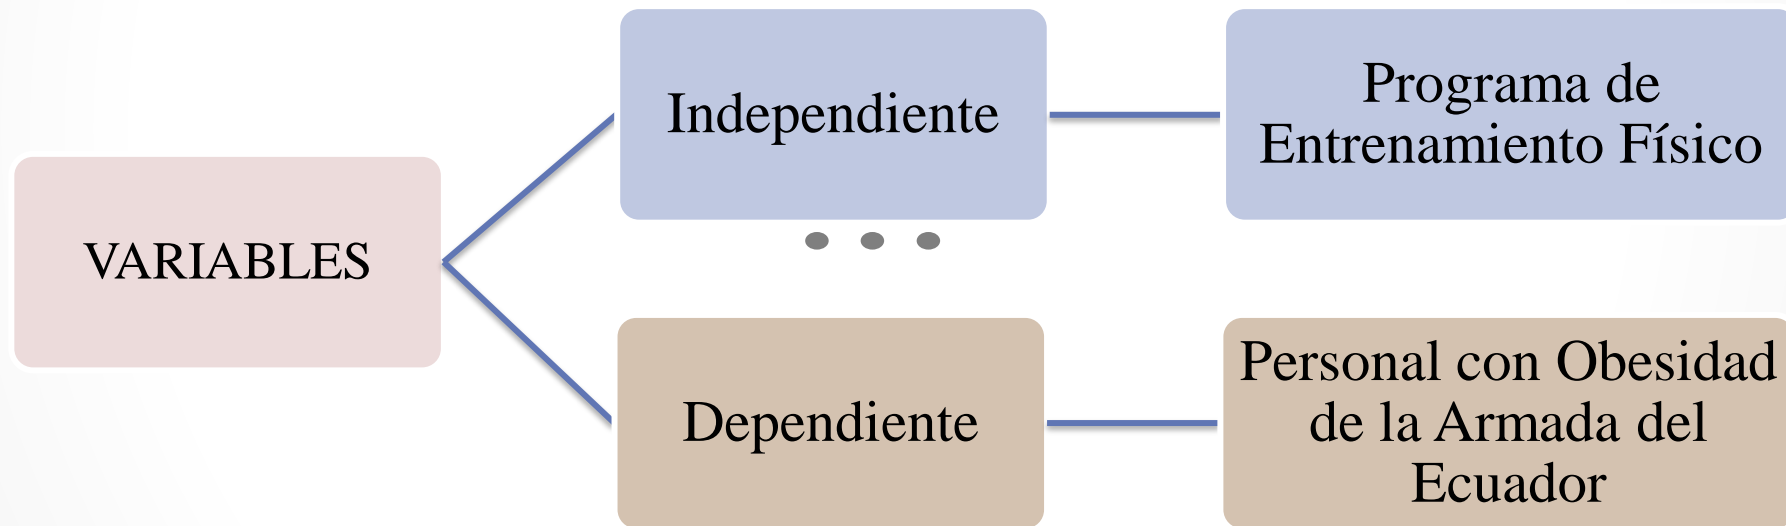 VARIABLES
Independiente
Programa de
Entrenamiento Físico
Dependiente
Personal con Obesidad
de la Armada del
Ecuador